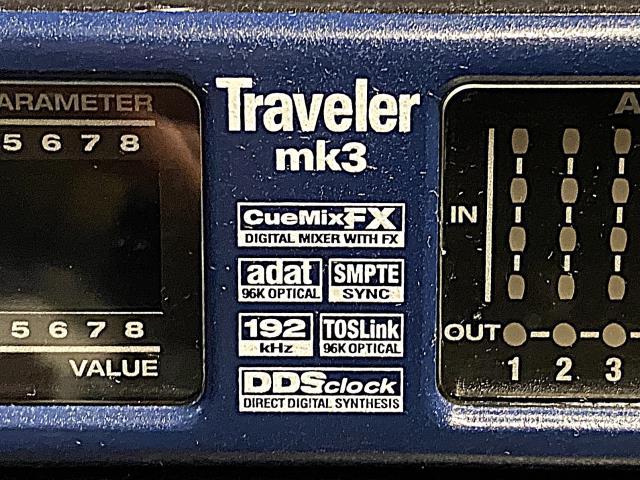 ARAMETER
5 6 7 8
5 6 7 8
VALUE
Traveler
mk3
CueMixFX
DIGITAL MIXER WITH FX
adat
96K OPTICAL
SMPTE
SYNC
192
kHz
TOSLink
96K OPTICAL
DDSclock
DIRECT DIGITAL SYNTHESIS
A
IN
OUT
1 2 3